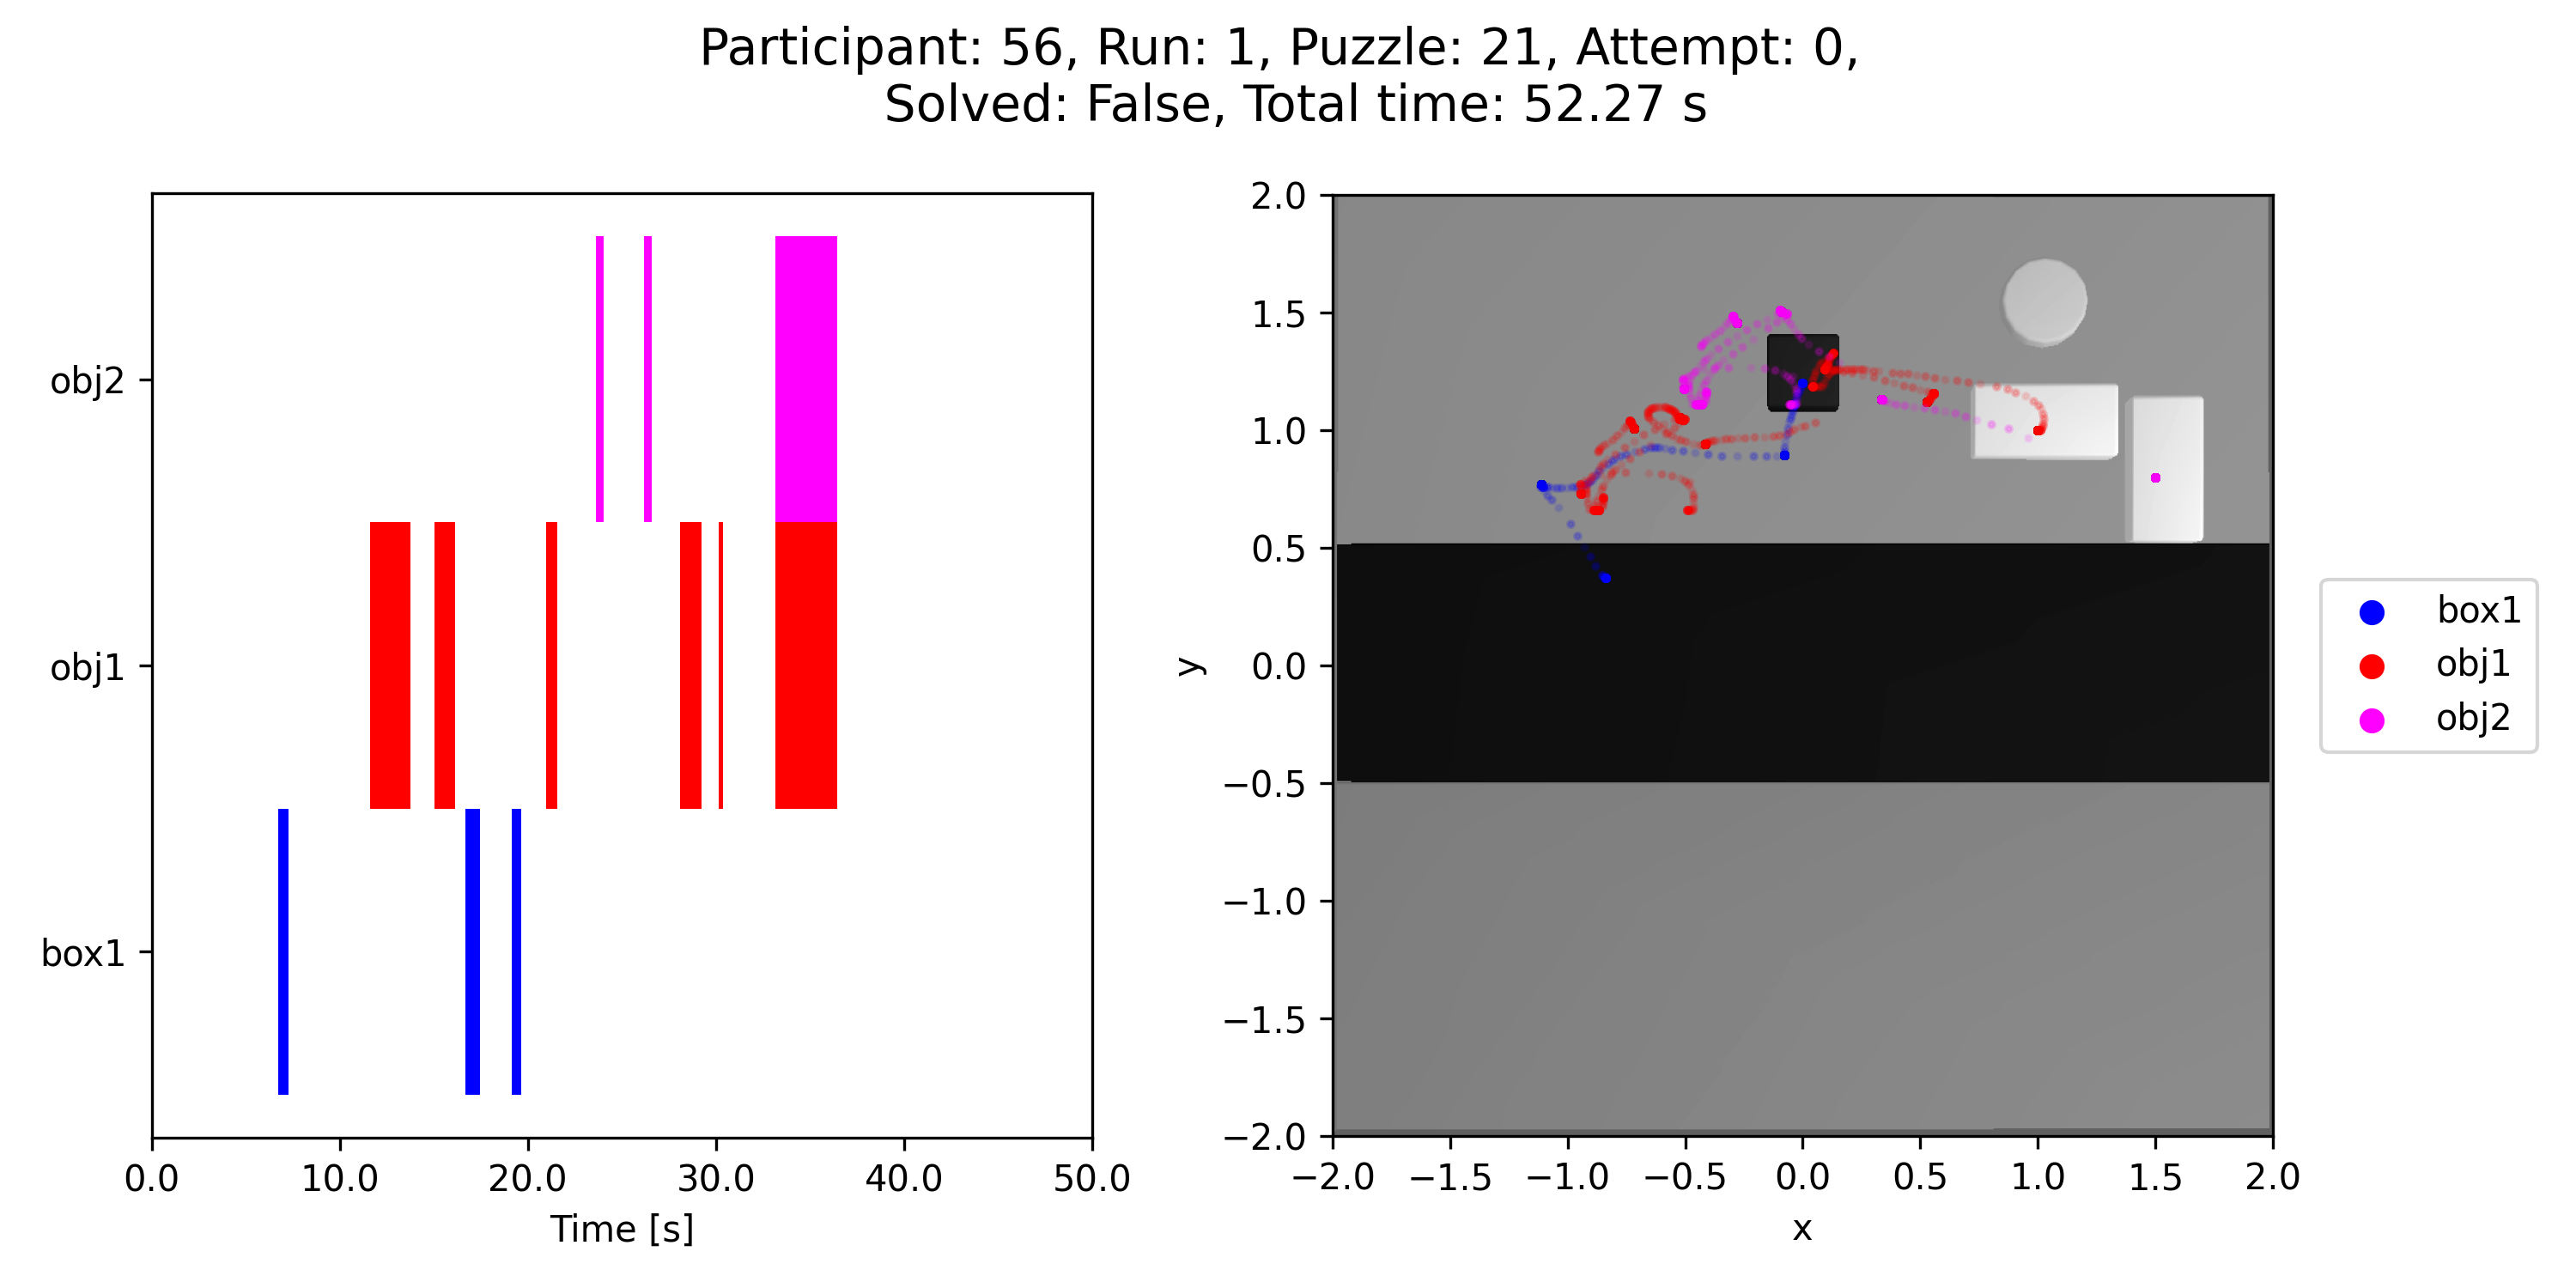 Participant: 56, Run: 1, Puzzle: 21, Attempt: 0,
Solved: False, Total time: 52.27 s
obj2
obj1
box1
0.0 10.0 20.0 30.0 40.0 50.0
Time [s]
2.0
1.5
1.0
0.5
0.0
−0.5
−1.0
−1.5
−2.0
y
−2.0 −1.5 −1.0 −0.5 0.0 0.5 1.0 1.5 2.0
x
box1
obj1
obj2